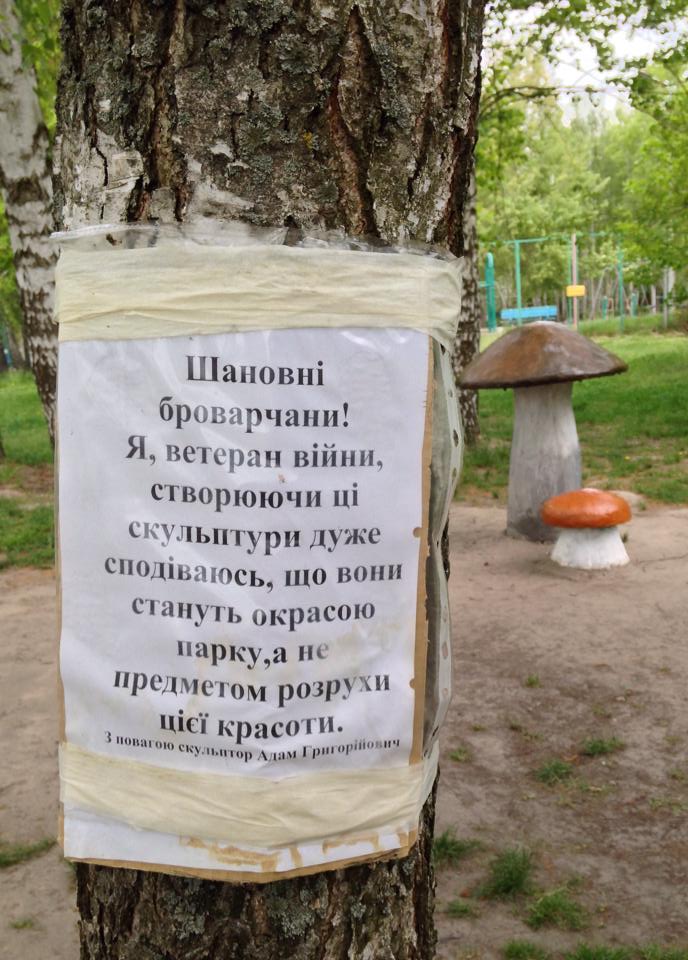 Шановні
броварчани!
Я, ветеран війни,
створюючи ці
скульптури дуже
сподіваюсь, що вони
стануть окрасою
парку,а не
предметом розрухи
цієї красоти.
З повагою скульптор Адам Григорійович